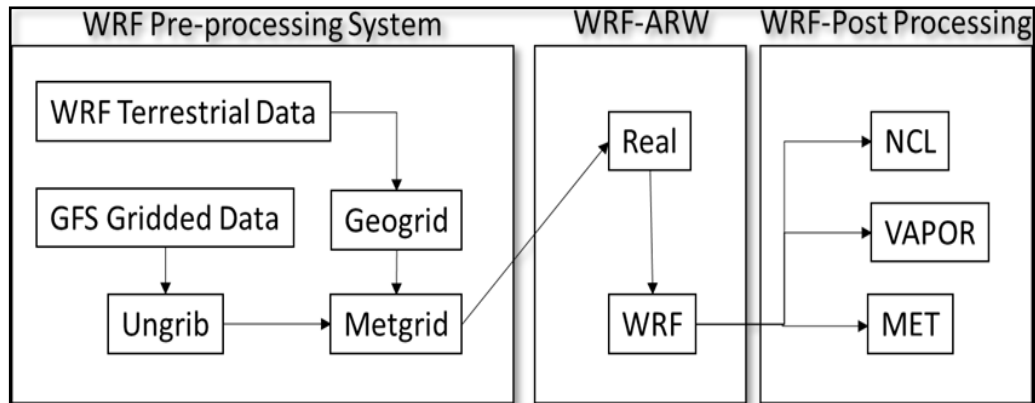 WRF Pre-processing System
WRF Terrestrial Data
GFS Gridded Data
Geogrid
Ungrib
Metgrid
WRF-ARW
Real
WRF
WRF-Post Processing
NCL
VAPOR
MET